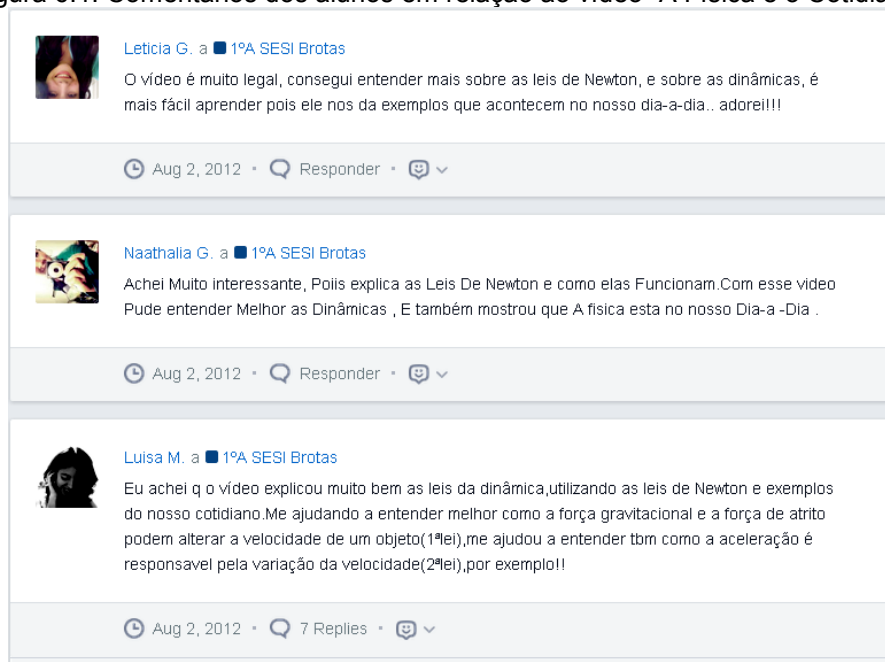 Leticia G. a 1ºA SESI Brotas
O vídeo é muito legal, consegui entender mais sobre as leis de Newton, e sobre as dinâmicas, é
mais fácil aprender pois ele nos da exemplos que acontecem no nosso dia-a-dia.. adorei!!!
Aug 2, 2012 • Responder •
Naathalia G. a 1ºA SESI Brotas
Achei Muito interessante, Poiis explica as Leis De Newton e como elas Funcionam.Com esse video
Pude entender Melhor as Dinâmicas , E também mostrou que A fisica esta no nosso Dia-a -Dia .
Aug 2, 2012 • Responder •
Luisa M. a 1ºA SESI Brotas
Eu achei q o vídeo explicou muito bem as leis da dinâmica,utilizando as leis de Newton e exemplos
do nosso cotidiano.Me ajudando a entender melhor como a força gravitacional e a força de atrito
podem alterar a velocidade de um objeto(1ªlei),me ajudou a entender tbm como a aceleração é
responsavel pela variação da velocidade(2ªlei),por exemplo!!
Aug 2, 2012 • 7 Replies •